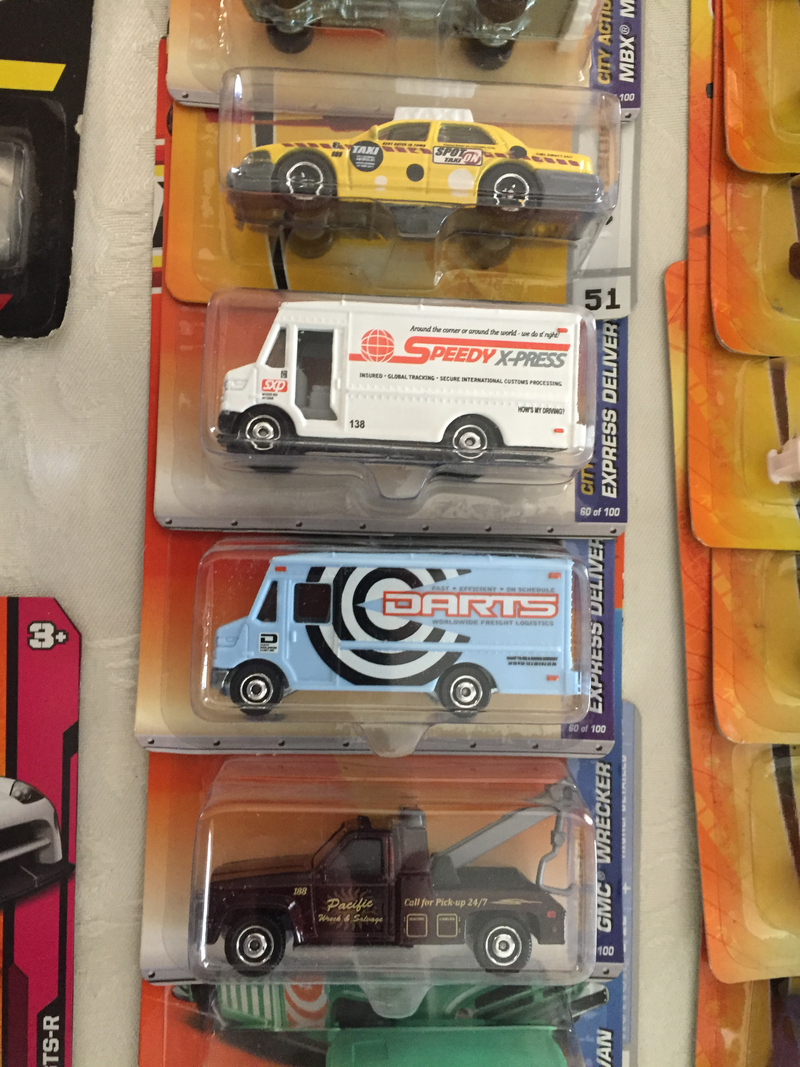 CITY ACTIO
MBX® M
100
TAXI
SPOT ON
TAXI
51
Around the corner or around the world - we do it right!
SPEEDY X-PRESS
INSURED • GLOBAL TRACKING • SECURE INTERNATIONAL CUSTOMS PROCESSING
sxp
HOW'S MY DRIVING?
138
CITY
EXPRESS DELIVER
60 of 100
FAST • EFFICIENT • ON SCHEDULE
DARTS
WORLDWIDE FREIGHT LOGISTICS
D
EXPRESS DELIVER
60 of 100
3+
188
Pacific
Wreck & Salvage
Call for Pick-up 24/7
GMC® WRECKER
of 100
TS-R
VAN